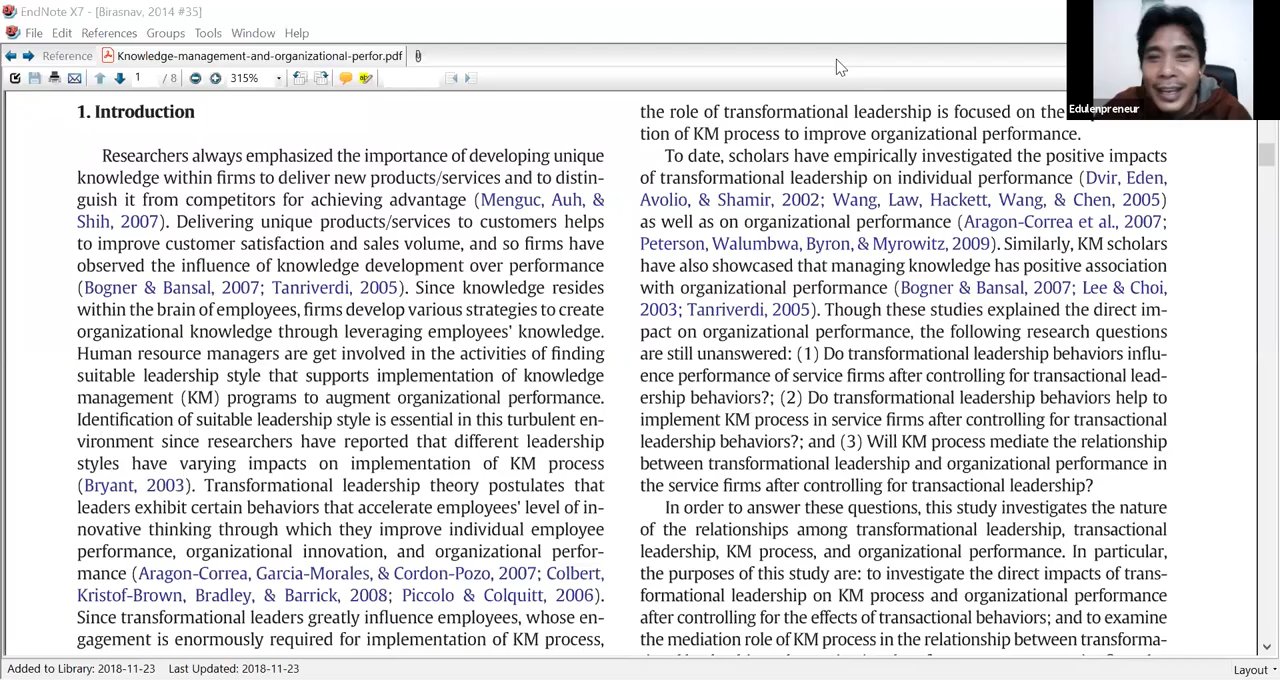 EndNote X7 - [Birasnav, 2014 #35]
File Edit References Groups Tools Window Help
Reference Knowledge-management-and-organizational-perfor.pdf
1 / 8 315%
Edulenpreneur
1. Introduction
Researchers always emphasized the importance of developing unique
knowledge within firms to deliver new products/services and to distin-
guish it from competitors for achieving advantage (Menguc, Auh, &
Shih, 2007). Delivering unique products/services to customers helps
to improve customer satisfaction and sales volume, and so firms have
observed the influence of knowledge development over performance
(Bogner & Bansal, 2007; Tanriverdi, 2005). Since knowledge resides
within the brain of employees, firms develop various strategies to create
organizational knowledge through leveraging employees' knowledge.
Human resource managers are get involved in the activities of finding
suitable leadership style that supports implementation of knowledge
management (KM) programs to augment organizational performance.
Identification of suitable leadership style is essential in this turbulent en-
vironment since researchers have reported that different leadership
styles have varying impacts on implementation of KM process
(Bryant, 2003). Transformational leadership theory postulates that
leaders exhibit certain behaviors that accelerate employees' level of in-
novative thinking through which they improve individual employee
performance, organizational innovation, and organizational perfor-
mance (Aragon-Correa, Garcia-Morales, & Cordon-Pozo, 2007; Colbert,
Kristof-Brown, Bradley, & Barrick, 2008; Piccolo & Colquitt, 2006).
Since transformational leaders greatly influence employees, whose en-
gagement is enormously required for implementation of KM process,
the role of transformational leadership is focused on the
tion of KM process to improve organizational performance.
To date, scholars have empirically investigated the positive impacts
of transformational leadership on individual performance (Dvir, Eden,
Avolio, & Shamir, 2002; Wang, Law, Hackett, Wang, & Chen, 2005)
as well as on organizational performance (Aragon-Correa et al., 2007;
Peterson, Walumbwa, Byron, & Myrowitz, 2009). Similarly, KM scholars
have also showcased that managing knowledge has positive association
with organizational performance (Bogner & Bansal, 2007; Lee & Choi,
2003; Tanriverdi, 2005). Though these studies explained the direct im-
pact on organizational performance, the following research questions
are still unanswered: (1) Do transformational leadership behaviors influ-
ence performance of service firms after controlling for transactional lead-
ership behaviors?; (2) Do transformational leadership behaviors help to
implement KM process in service firms after controlling for transactional
leadership behaviors?; and (3) Will KM process mediate the relationship
between transformational leadership and organizational performance in
the service firms after controlling for transactional leadership?
In order to answer these questions, this study investigates the nature
of the relationships among transformational leadership, transactional
leadership, KM process, and organizational performance. In particular,
the purposes of this study are: to investigate the direct impacts of trans-
formational leadership on KM process and organizational performance
after controlling for the effects of transactional behaviors; and to examine
the mediation role of KM process in the relationship between transforma-
Added to Library: 2018-11-23 Last Updated: 2018-11-23
Layout